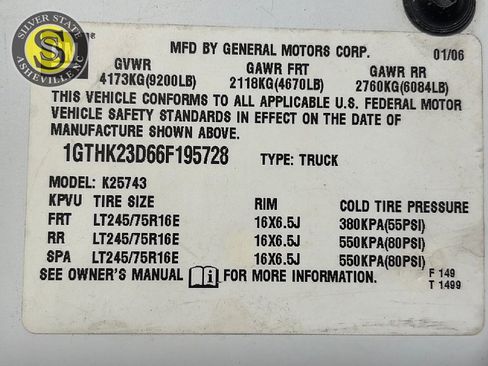 SILVER STATE
S
ASHEVILLE NC
MFD BY GENERAL MOTORS CORP. 01/06
GVWR GAWR FRT GAWR RR
4173KG(9200LB) 2118KG(4670LB) 2760KG(6084LB)
THIS VEHICLE CONFORMS TO ALL APPLICABLE U.S. FEDERAL MOTOR
VEHICLE SAFETY STANDARDS IN EFFECT ON THE DATE OF
MANUFACTURE SHOWN ABOVE.
1GTHK23D66F195728 TYPE: TRUCK
MODEL: K25743
KPVU TIRE SIZE RIM COLD TIRE PRESSURE
FRT LT245/75R16E 16X6.5J 380KPA(55PSI)
RR LT245/75R16E 16X6.5J 550KPA(80PSI)
SPA LT245/75R16E 16X6.5J 550KPA(80PSI)
SEE OWNER'S MANUAL FOR MORE INFORMATION.
F 149
T 1499